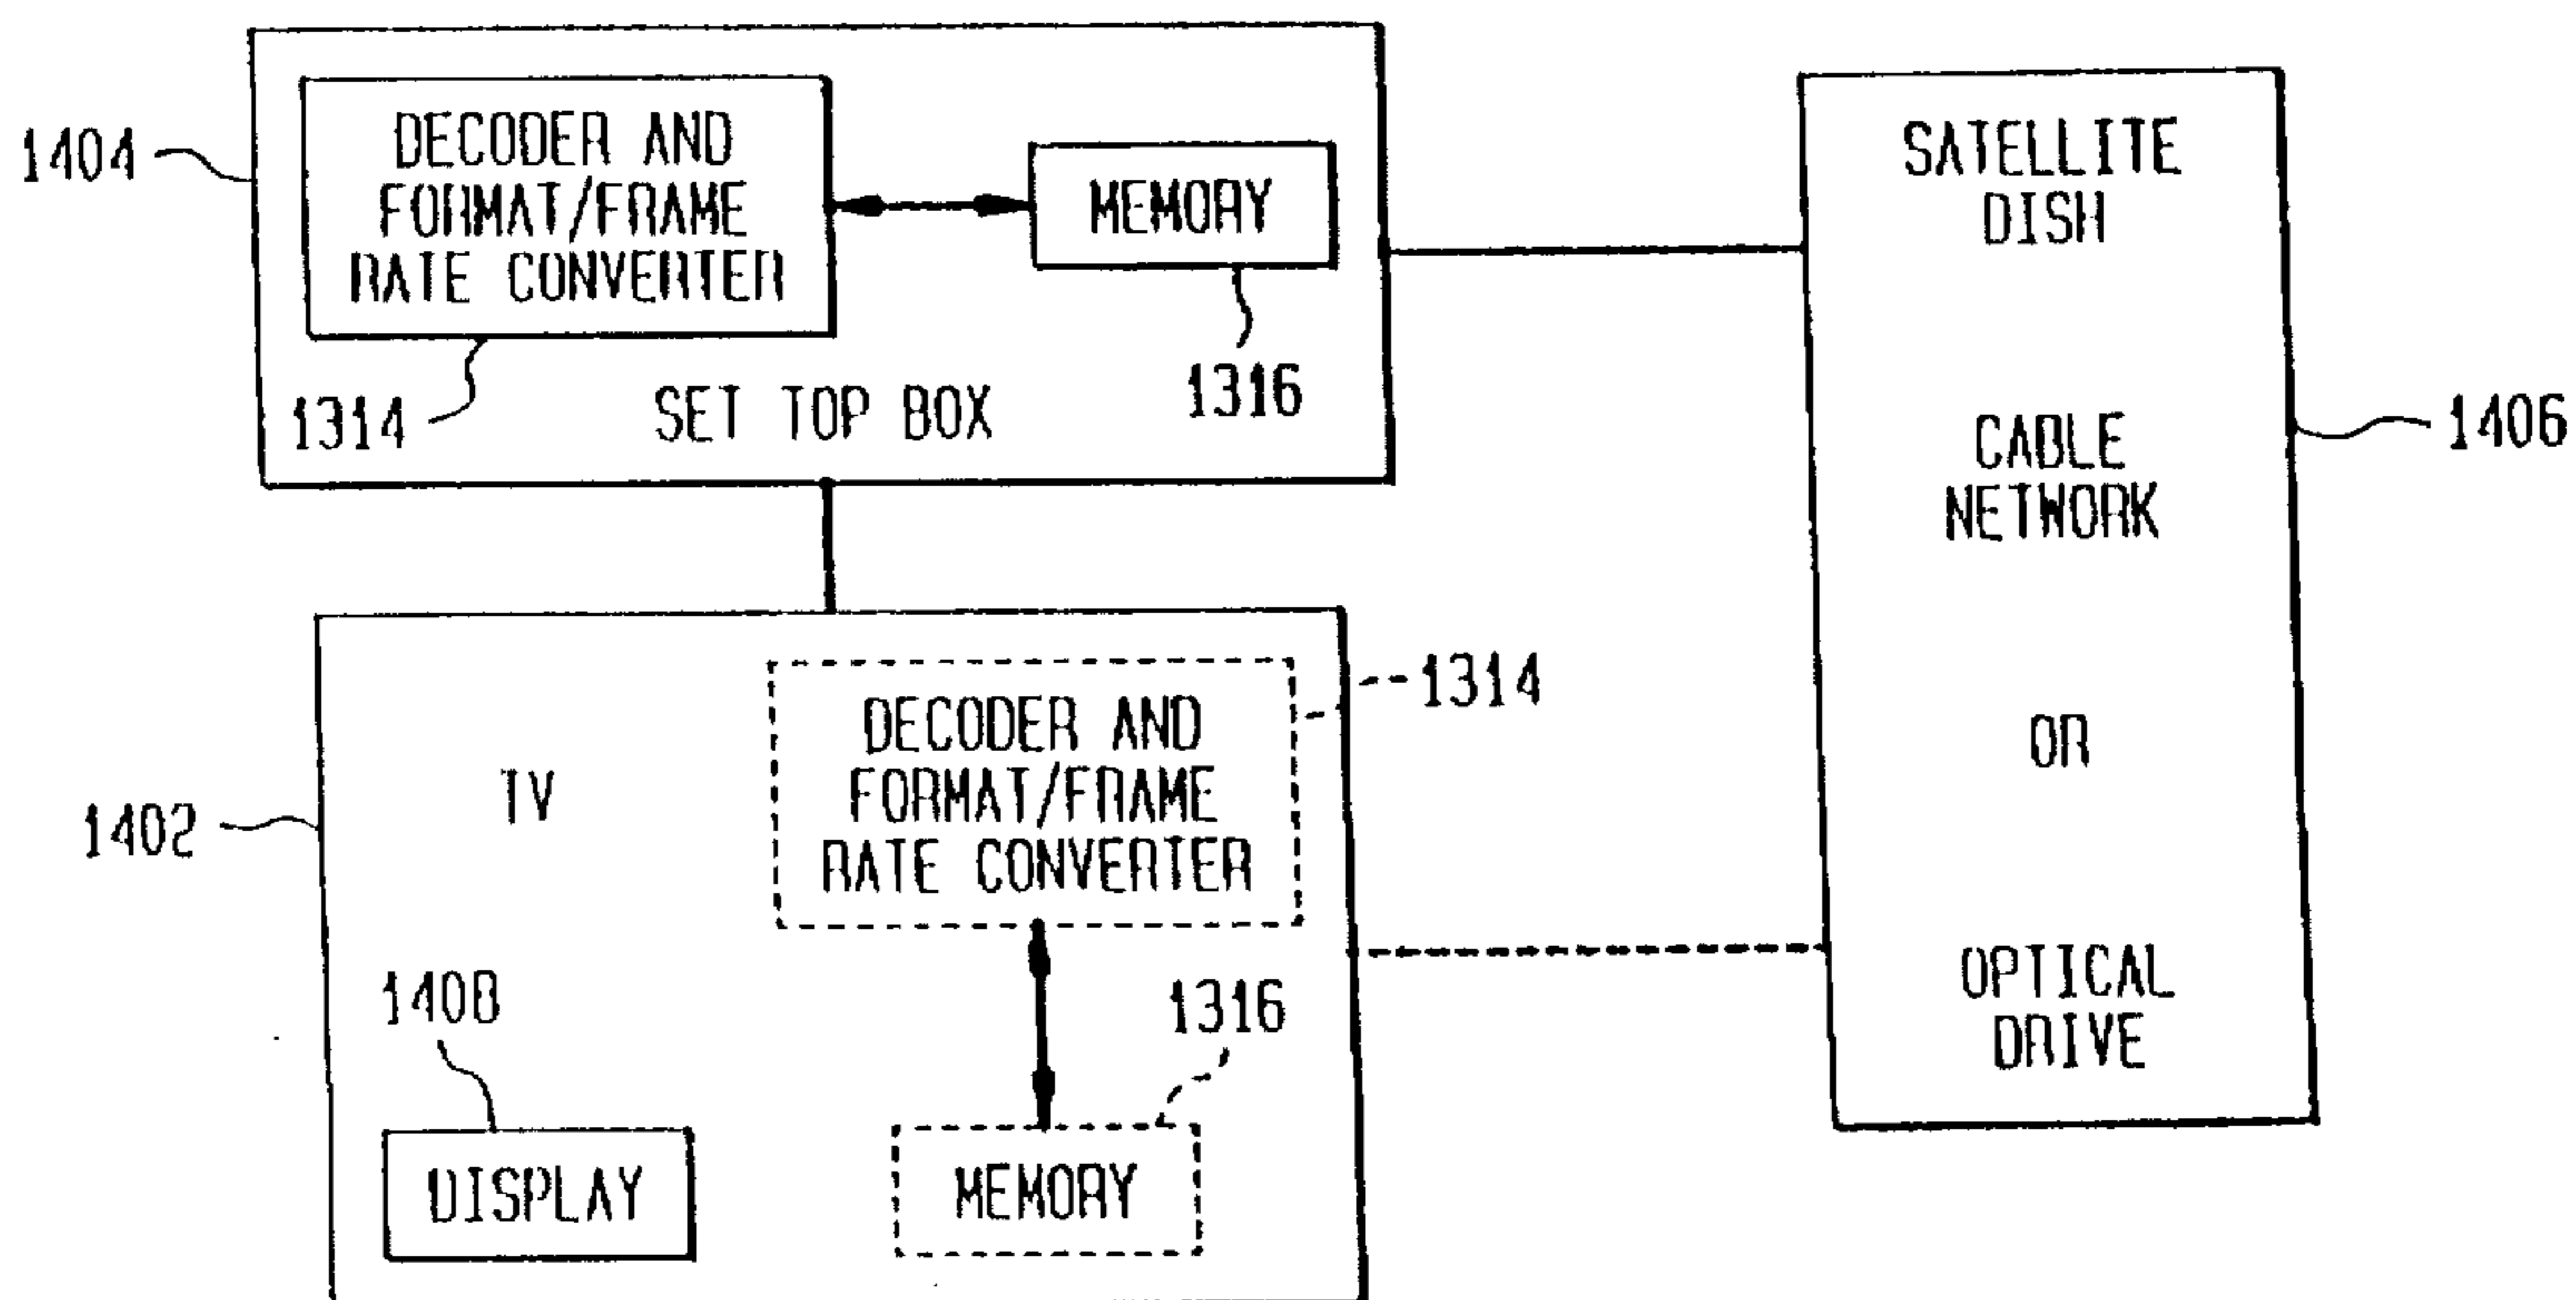 1404
DECODER AND
FORMAT/FRAME
RATE CONVERTER
MEMORY
1314
1316
SET TOP BOX
SATELLITE
DISH
CABLE
NETWORK
OR
OPTICAL
DRIVE
1406
1402
TV
DECODER AND
FORMAT/FRAME
RATE CONVERTER
1314
1408
1316
DISPLAY
MEMORY